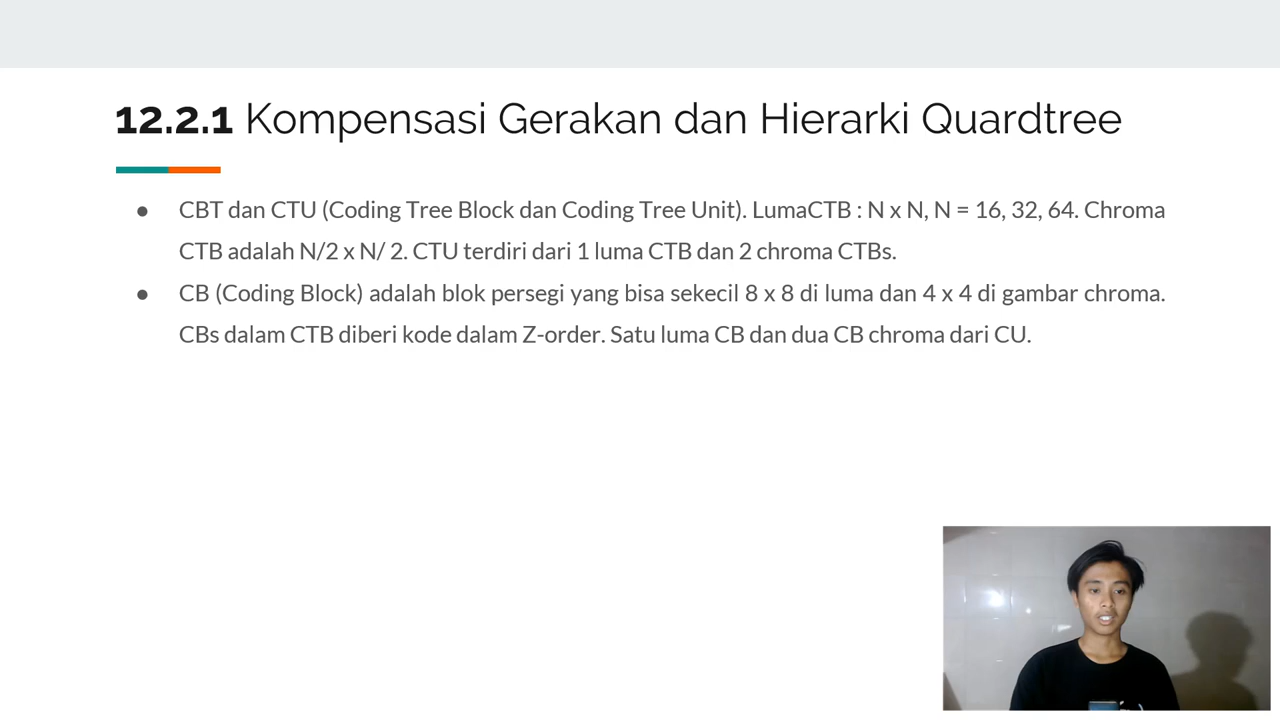 12.2.1 Kompensasi Gerakan dan Hierarki Quardtree
● CBT dan CTU (Coding Tree Block dan Coding Tree Unit). LumaCTB : N x N, N = 16, 32, 64. Chroma
CTB adalah N/2 x N/ 2. CTU terdiri dari 1 luma CTB dan 2 chroma CTBs.
● CB (Coding Block) adalah blok persegi yang bisa sekecil 8 x 8 di luma dan 4 x 4 di gambar chroma.
CBs dalam CTB diberi kode dalam Z-order. Satu luma CB dan dua CB chroma dari CU.